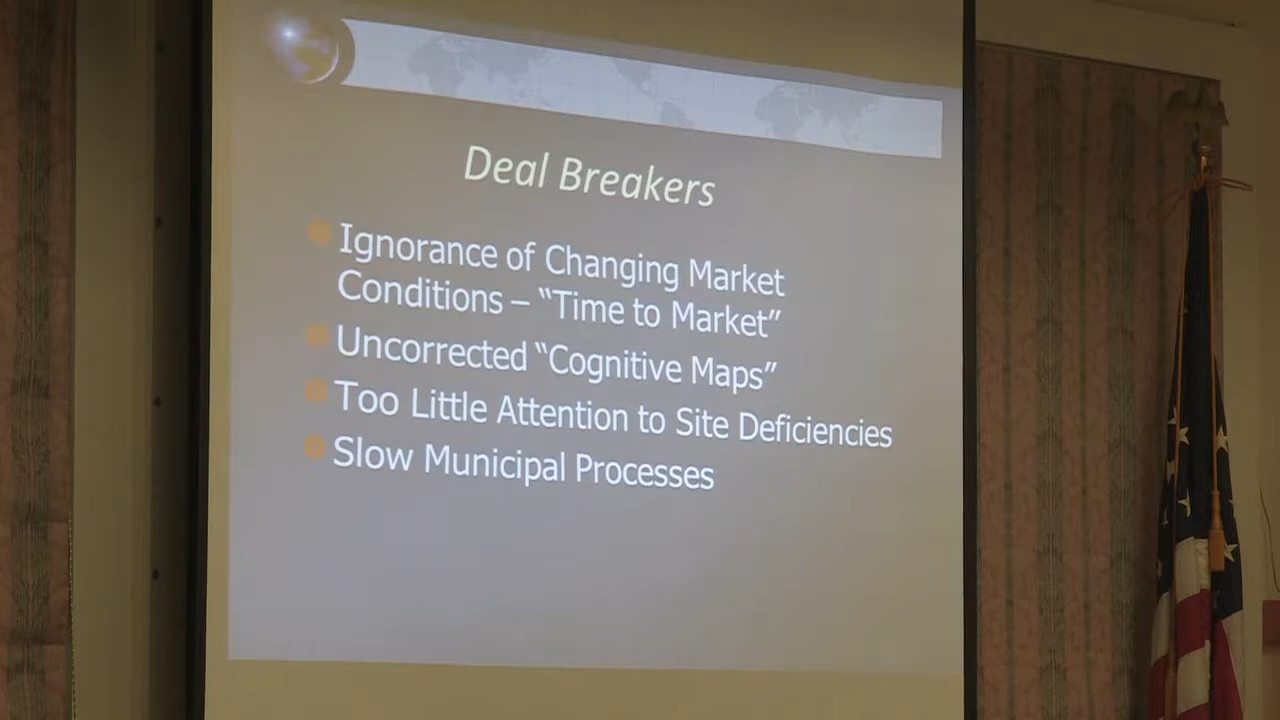 Deal Breakers
Ignorance of Changing Market
Conditions – “Time to Market”
Uncorrected “Cognitive Maps”
Too Little Attention to Site Deficiencies
Slow Municipal Processes